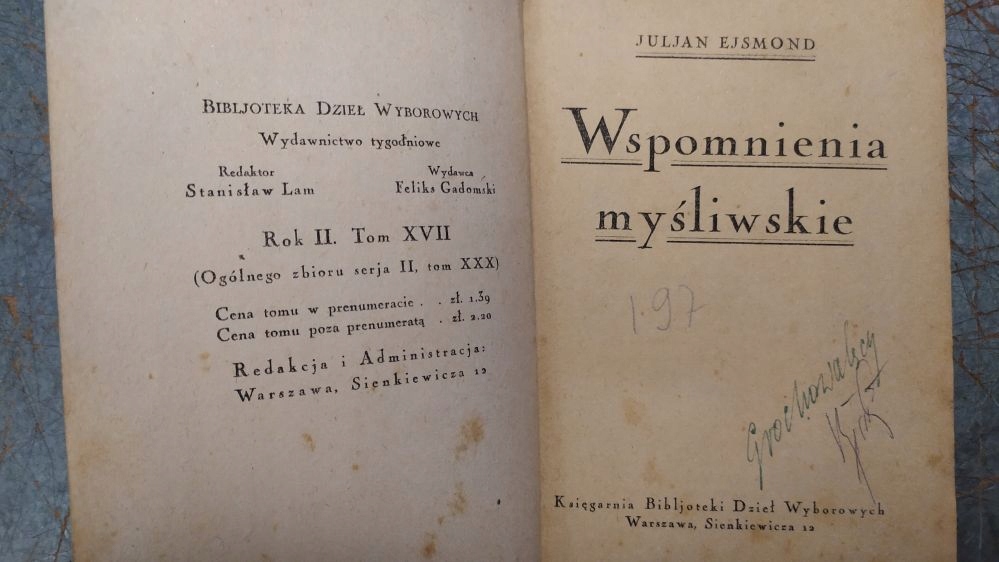 BIBLJOTEKA DZIEŁ WYBOROWYCH
Wydawnictwo tygodniowe
Redaktor Wydawca
Stanisław Lam Feliks Gadomski
Rok II. Tom XVII
(Ogólnego zbioru serja II, tom XXX)
Cena tomu w prenumeracie . . zł. 1.39
Cena tomu poza prenumeratą . zł. 2.20
Redakcja i Administracja:
Warszawa, Sienkiewicza 12
JULJAN EJSMOND
Wspomnienia
myśliwskie
1.97
Grochowalscy
Księgarnia Bibljoteki Dzieł Wyborowych
Warszawa, Sienkiewicza 12